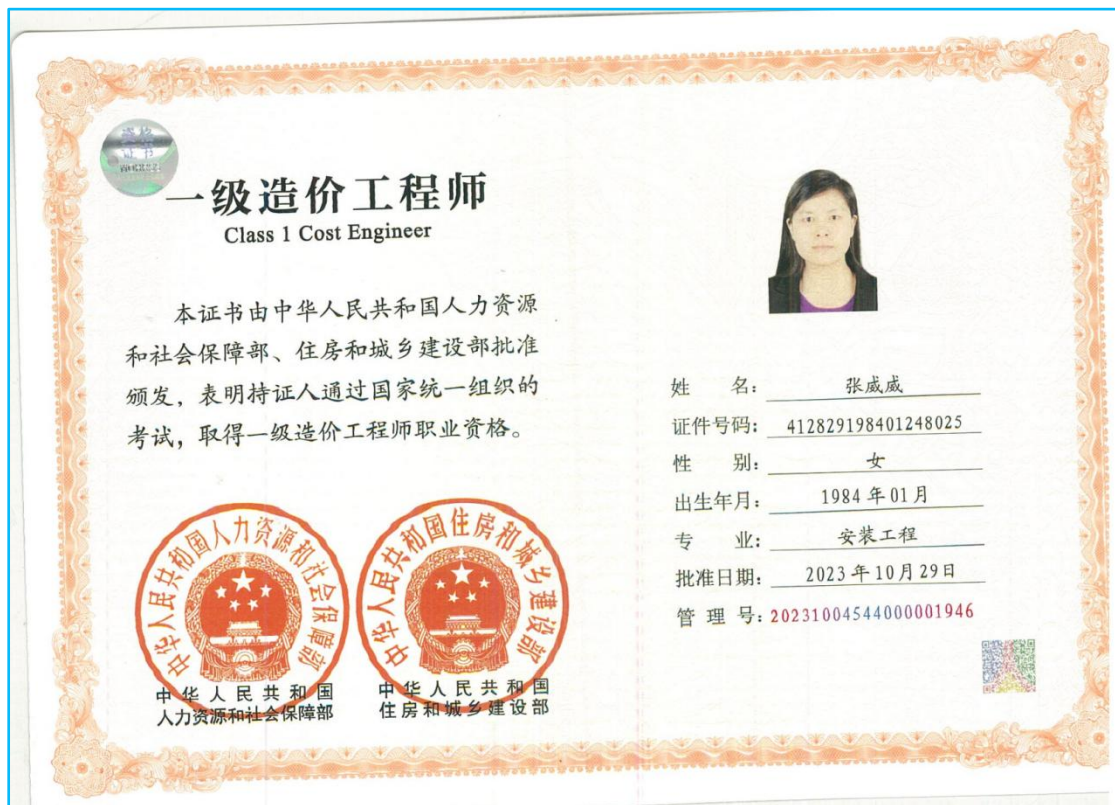 资格
证书
一级造价工程师
Class 1 Cost Engineer
本证书由中华人民共和国人力资源
和社会保障部、住房和城乡建设部批准
颁发，表明持证人通过国家统一组织的
考试，取得一级造价工程师职业资格。
中华人民共和国人力资源和社会保障部
中华人民共和国
人力资源和社会保障部
中华人民共和国住房和城乡建设部
中华人民共和国
住房和城乡建设部
姓 名： 张威威
证件号码： 412829198401248025
性 别： 女
出生年月： 1984年01月
专 业： 安装工程
批准日期： 2023年10月29日
管 理 号：20231004544000001946